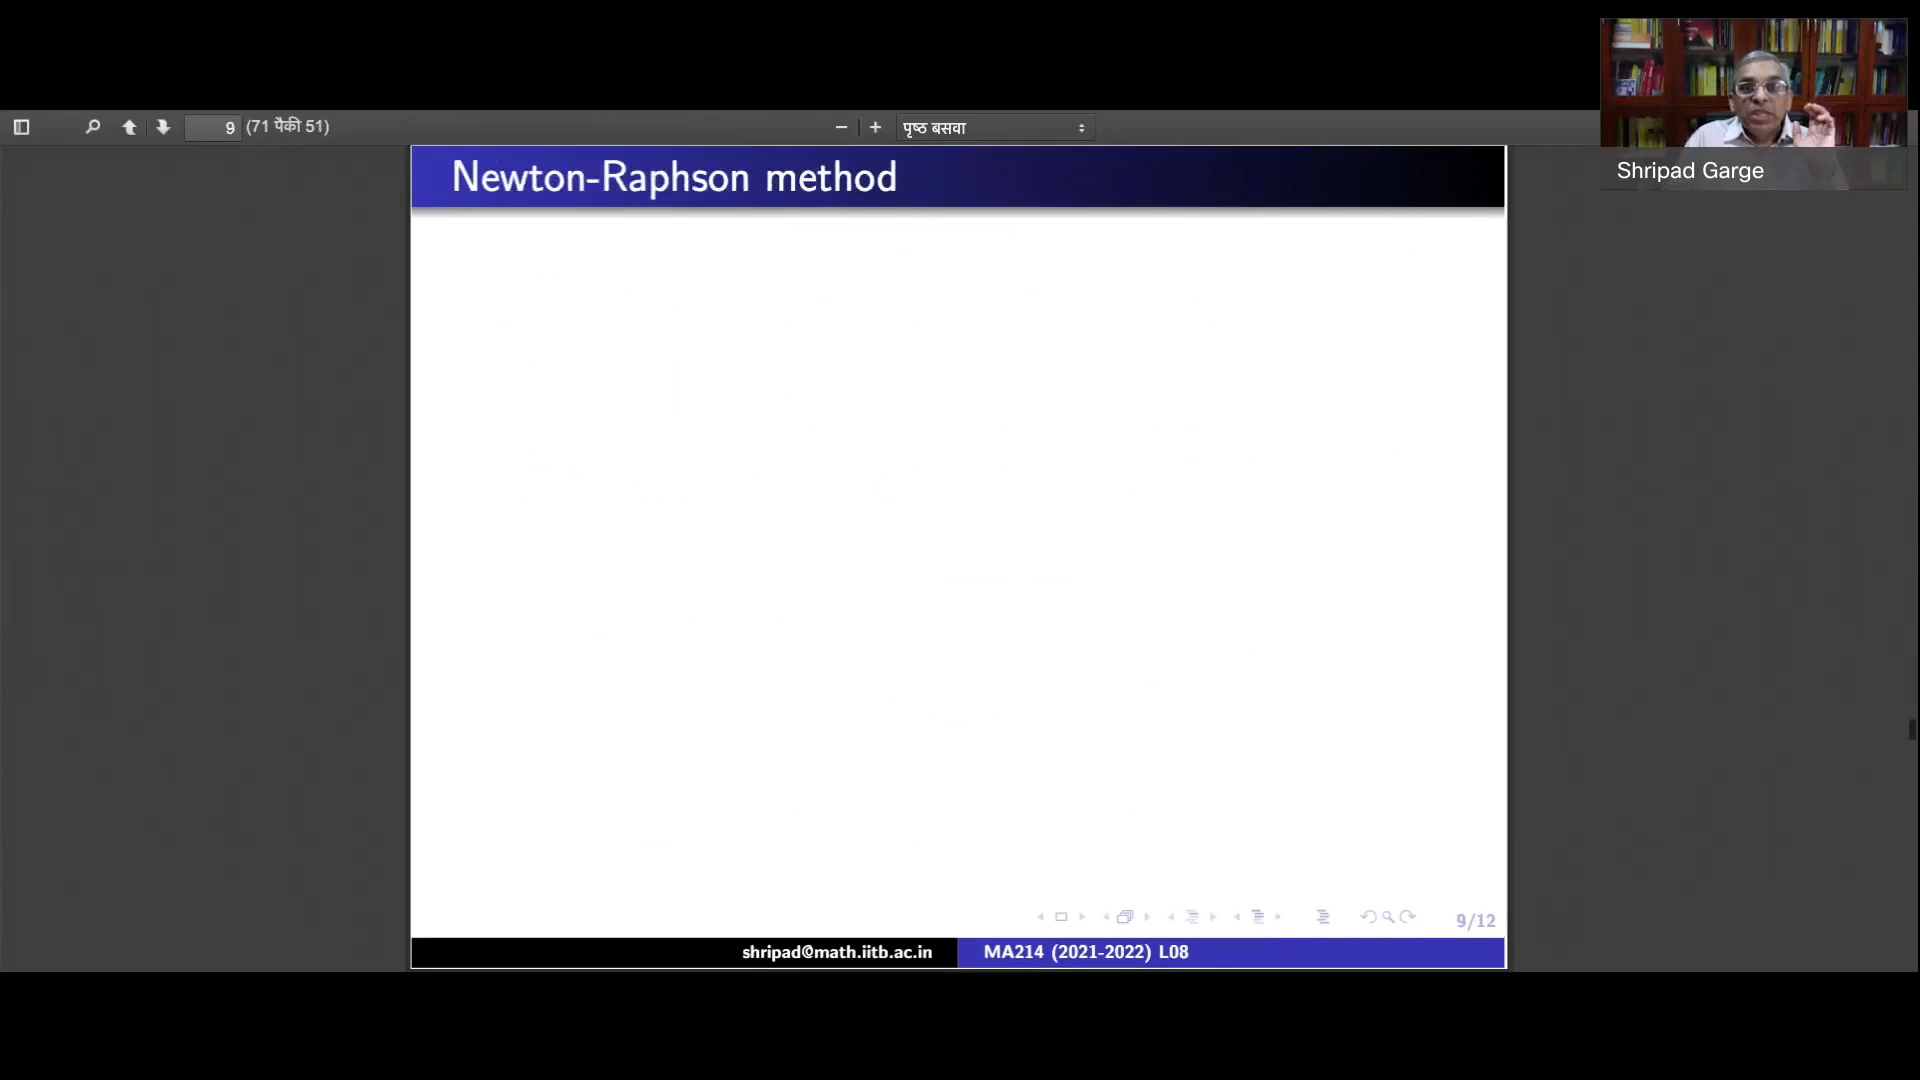 9 (71 पैकी 51)
पृष्ठ बसवा
Shripad Garge
Newton-Raphson method
9/12
shripad@math.iitb.ac.in
MA214 (2021-2022) L08